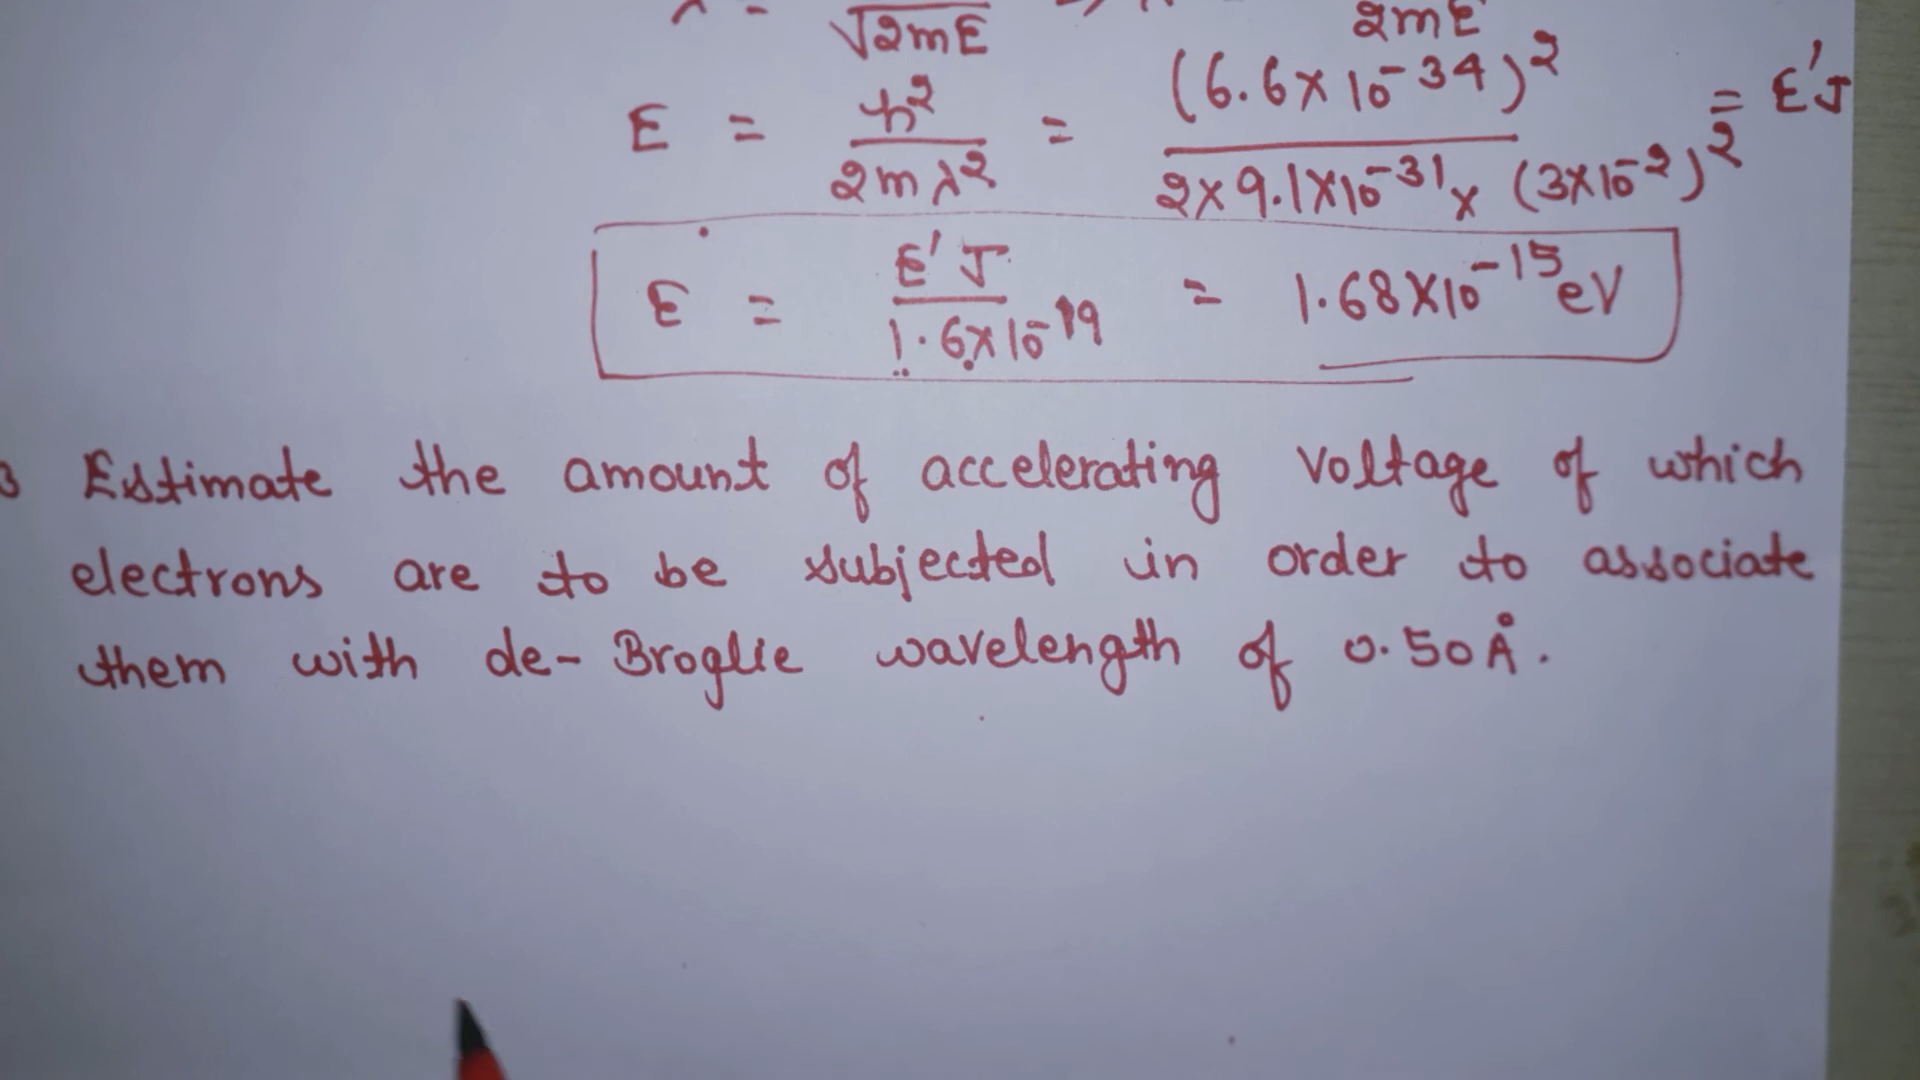 √2mE 2mE
E = h² / 2mλ² = (6.6×10⁻³⁴)² / 2×9.1×10⁻³¹× (3×10⁻²)² = E'J
E = E'J / 1.6×10⁻¹⁹ = 1.68×10⁻¹⁵ eV
3 Estimate the amount of accelerating voltage of which
electrons are to be subjected in order to associate
them with de-Broglie wavelength of 0.50Å.